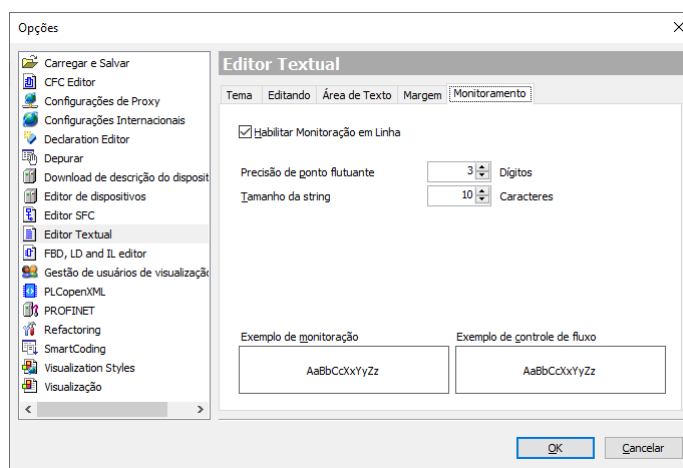 Opções
Carregar e Salvar
CFC Editor
Configurações de Proxy
Configurações Internacionais
Declaration Editor
Depurar
Download de descrição do disposit
Editor de dispositivos
Editor SFC
Editor Textual
FBD, LD and IL editor
Gestão de usuários de visualização
PLCopenXML
PROFINET
Refactoring
SmartCoding
Visualization Styles
Visualização
Editor Textual
Tema Editando Área de Texto Margem Monitoramento
Habilitar Monitoração em Linha
Precisão de ponto flutuante 3 Dígitos
Tamanho da string 10 Caracteres
Exemplo de monitoração Exemplo de controle de fluxo
AaBbCcXxYyZz AaBbCcXxYyZz
OK Cancelar